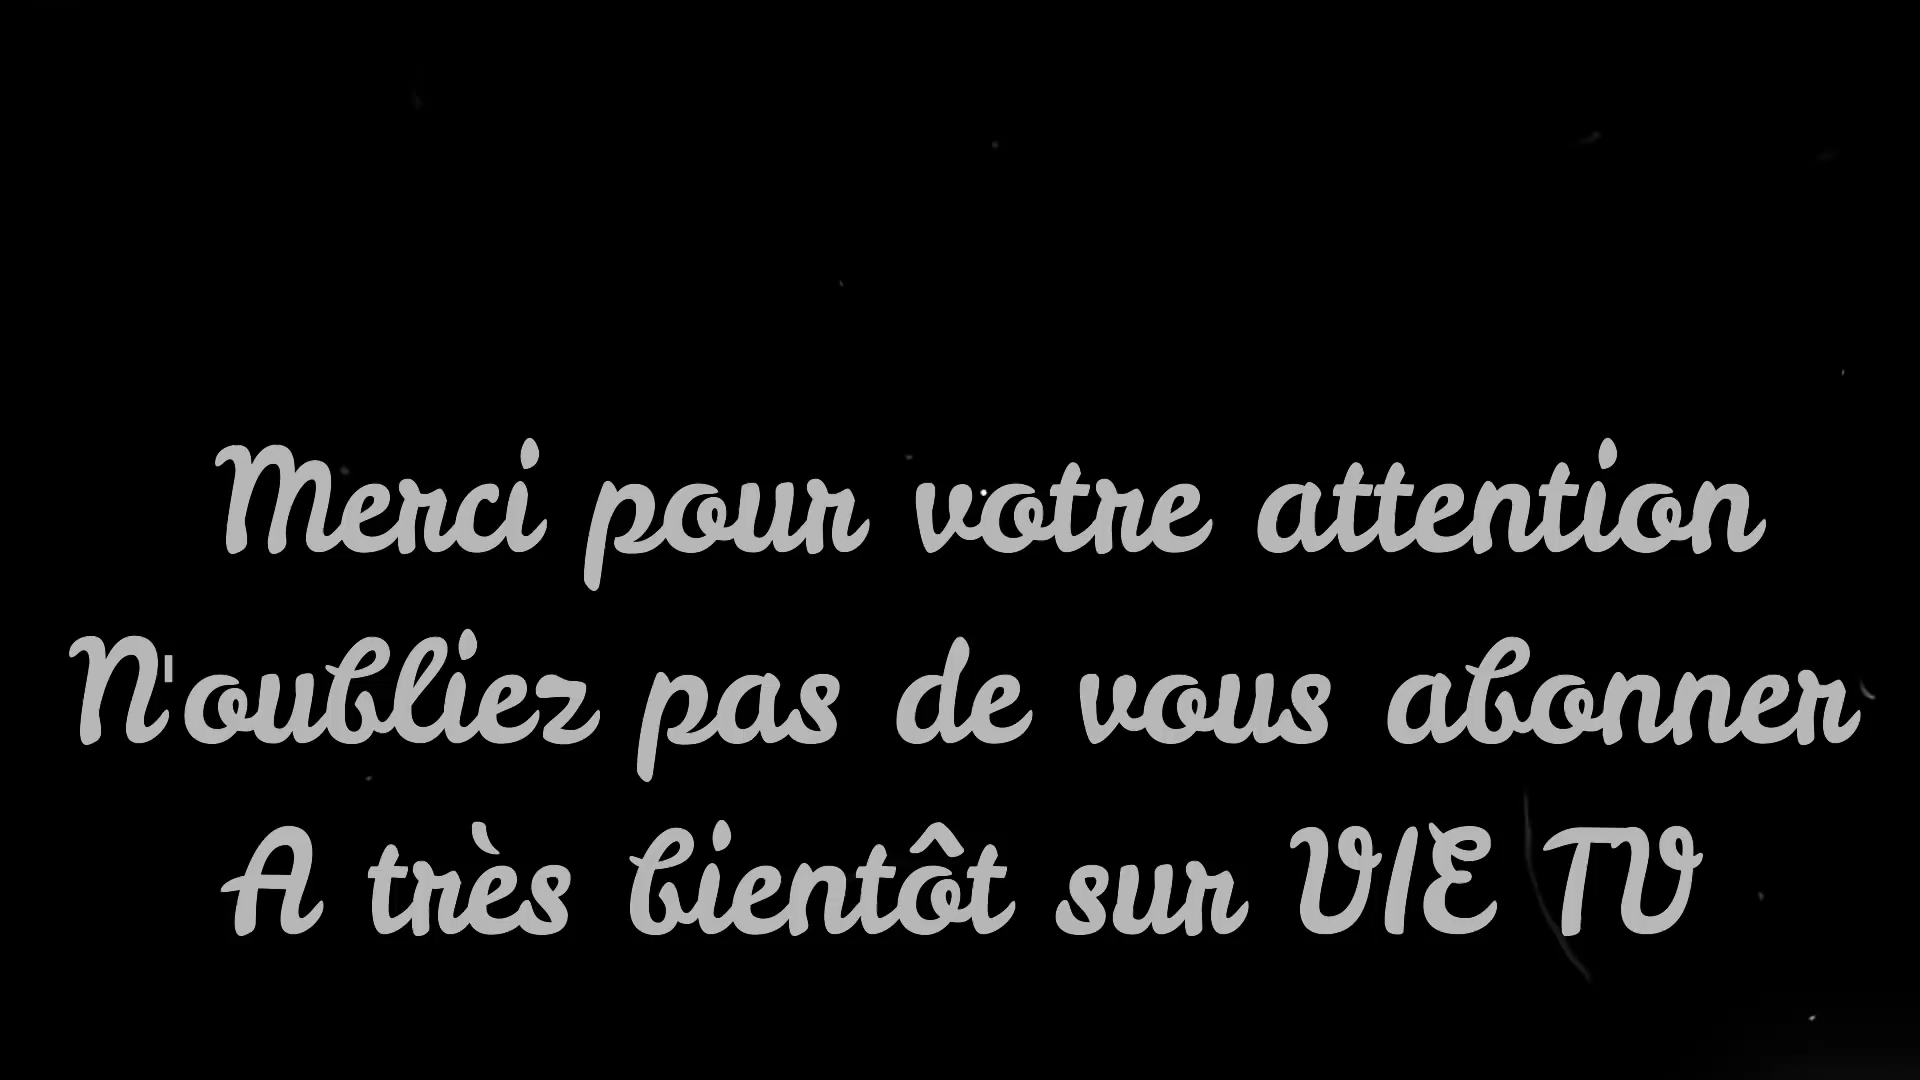 Merci pour votre attention
N'oubliez pas de vous abonner
A très bientôt sur VIE TV